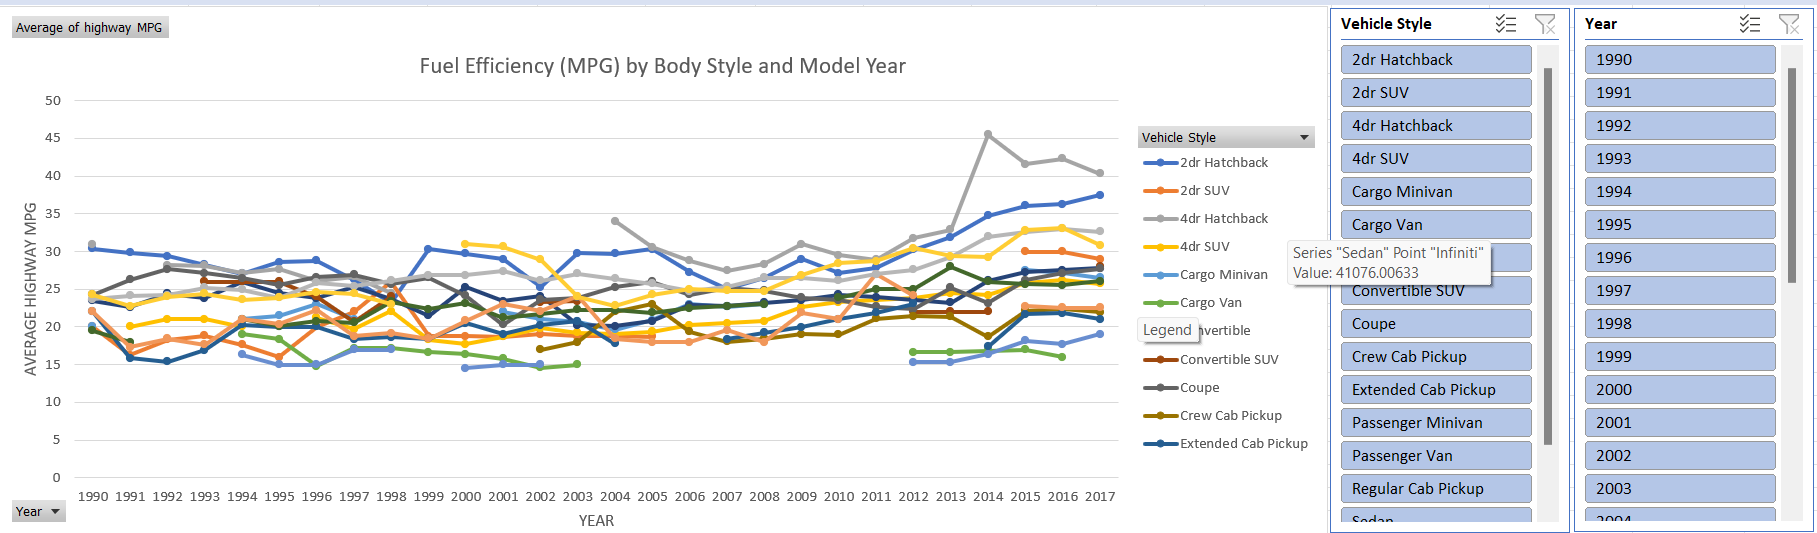 Average of highway MPG
Fuel Efficiency (MPG) by Body Style and Model Year
50
45
40
35
30
25
20
15
10
5
0
AVERAGE HIGHWAY MPG
1990 1991 1992 1993 1994 1995 1996 1997 1998 1999 2000 2001 2002 2003 2004 2005 2006 2007 2008 2009 2010 2011 2012 2013 2014 2015 2016 2017
YEAR
Year
Vehicle Style
2dr Hatchback
2dr SUV
4dr Hatchback
4dr SUV
Cargo Minivan
Cargo Van
Legend
nvertible
Convertible SUV
Coupe
Crew Cab Pickup
Extended Cab Pickup
Series "Sedan" Point "Infiniti"
Value: 41076.00633
Vehicle Style
2dr Hatchback
2dr SUV
4dr Hatchback
4dr SUV
Cargo Minivan
Cargo Van
Convertible SUV
Coupe
Crew Cab Pickup
Extended Cab Pickup
Passenger Minivan
Passenger Van
Regular Cab Pickup
Sedan
Year
1990
1991
1992
1993
1994
1995
1996
1997
1998
1999
2000
2001
2002
2003
2004